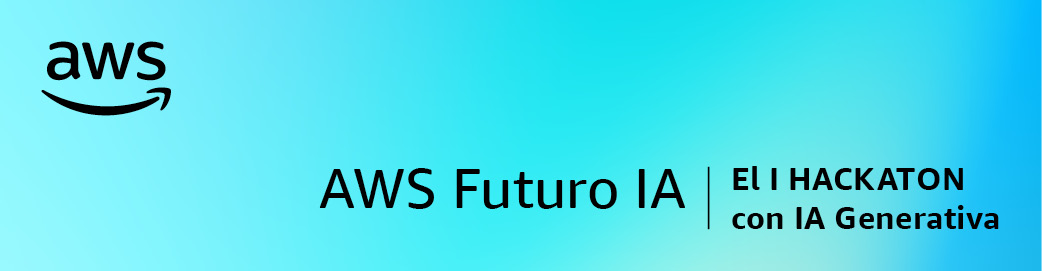 aws
AWS Futuro IA
El I HACKATON
con IA Generativa